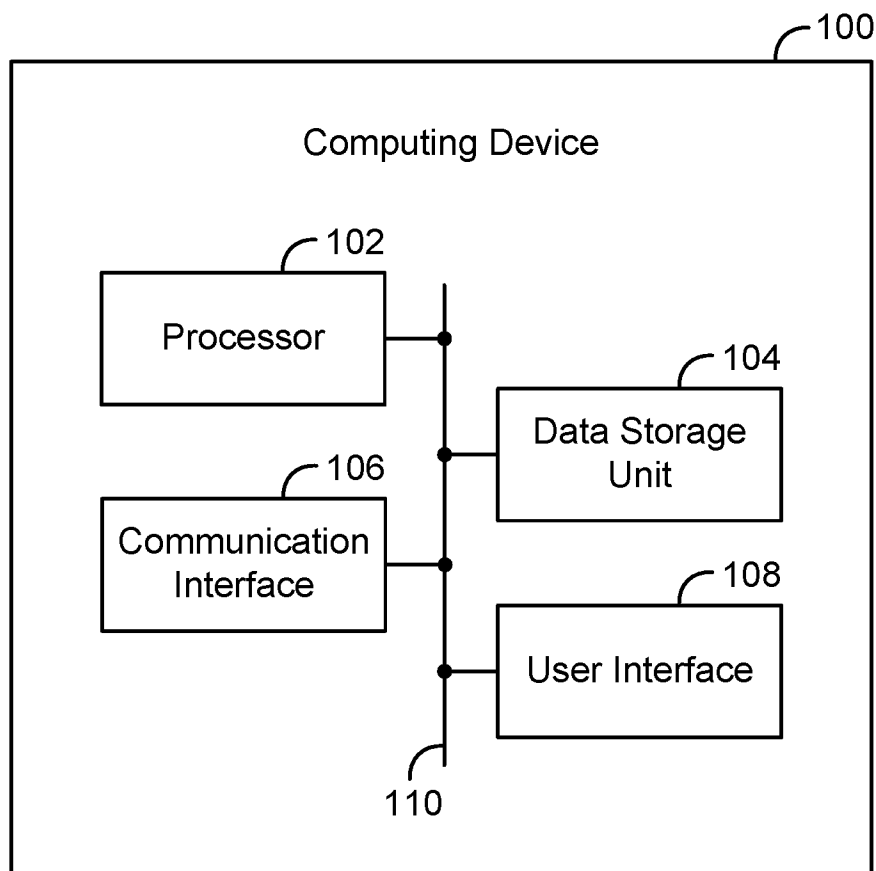 100
Computing Device
102
Processor
104
Data Storage
Unit
106
Communication
Interface
108
User Interface
110